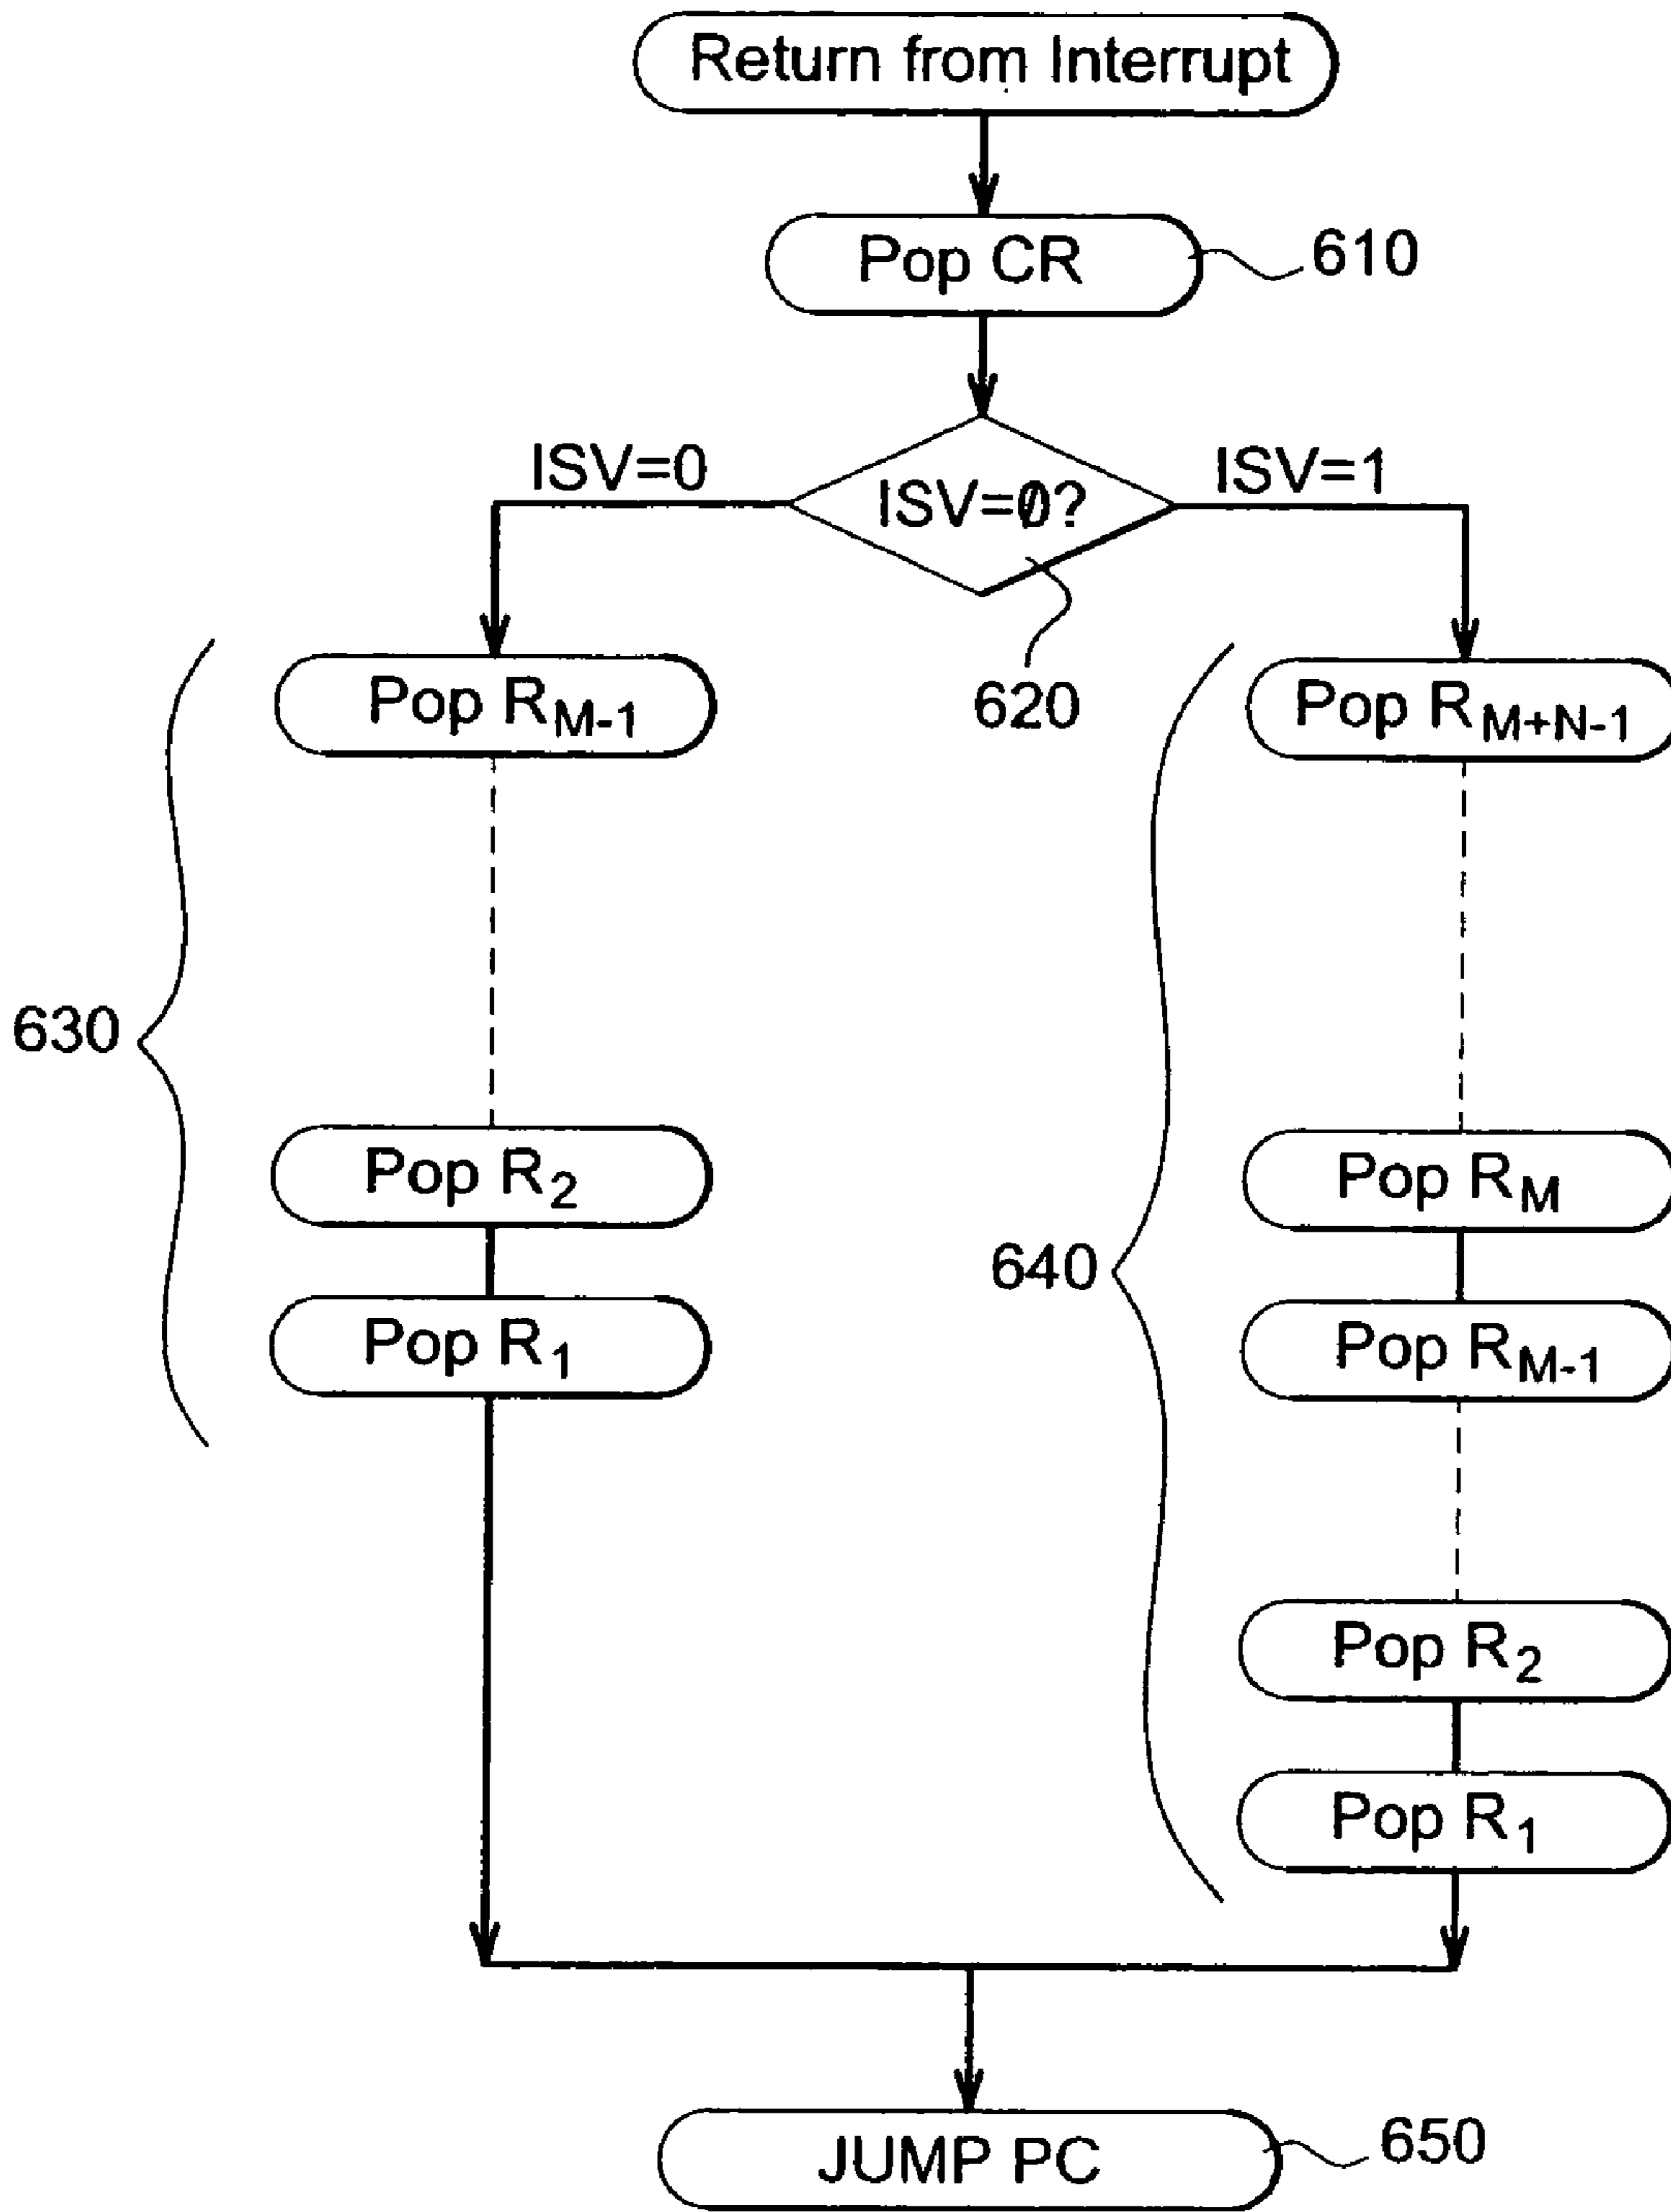 Return from Interrupt
Pop CR
610
ISV=0
ISV=0?
ISV=1
620
Pop R_M-1
Pop R_M+N-1
630
Pop R_2
Pop R_M
640
Pop R_1
Pop R_M-1
Pop R_2
Pop R_1
JUMP PC
650